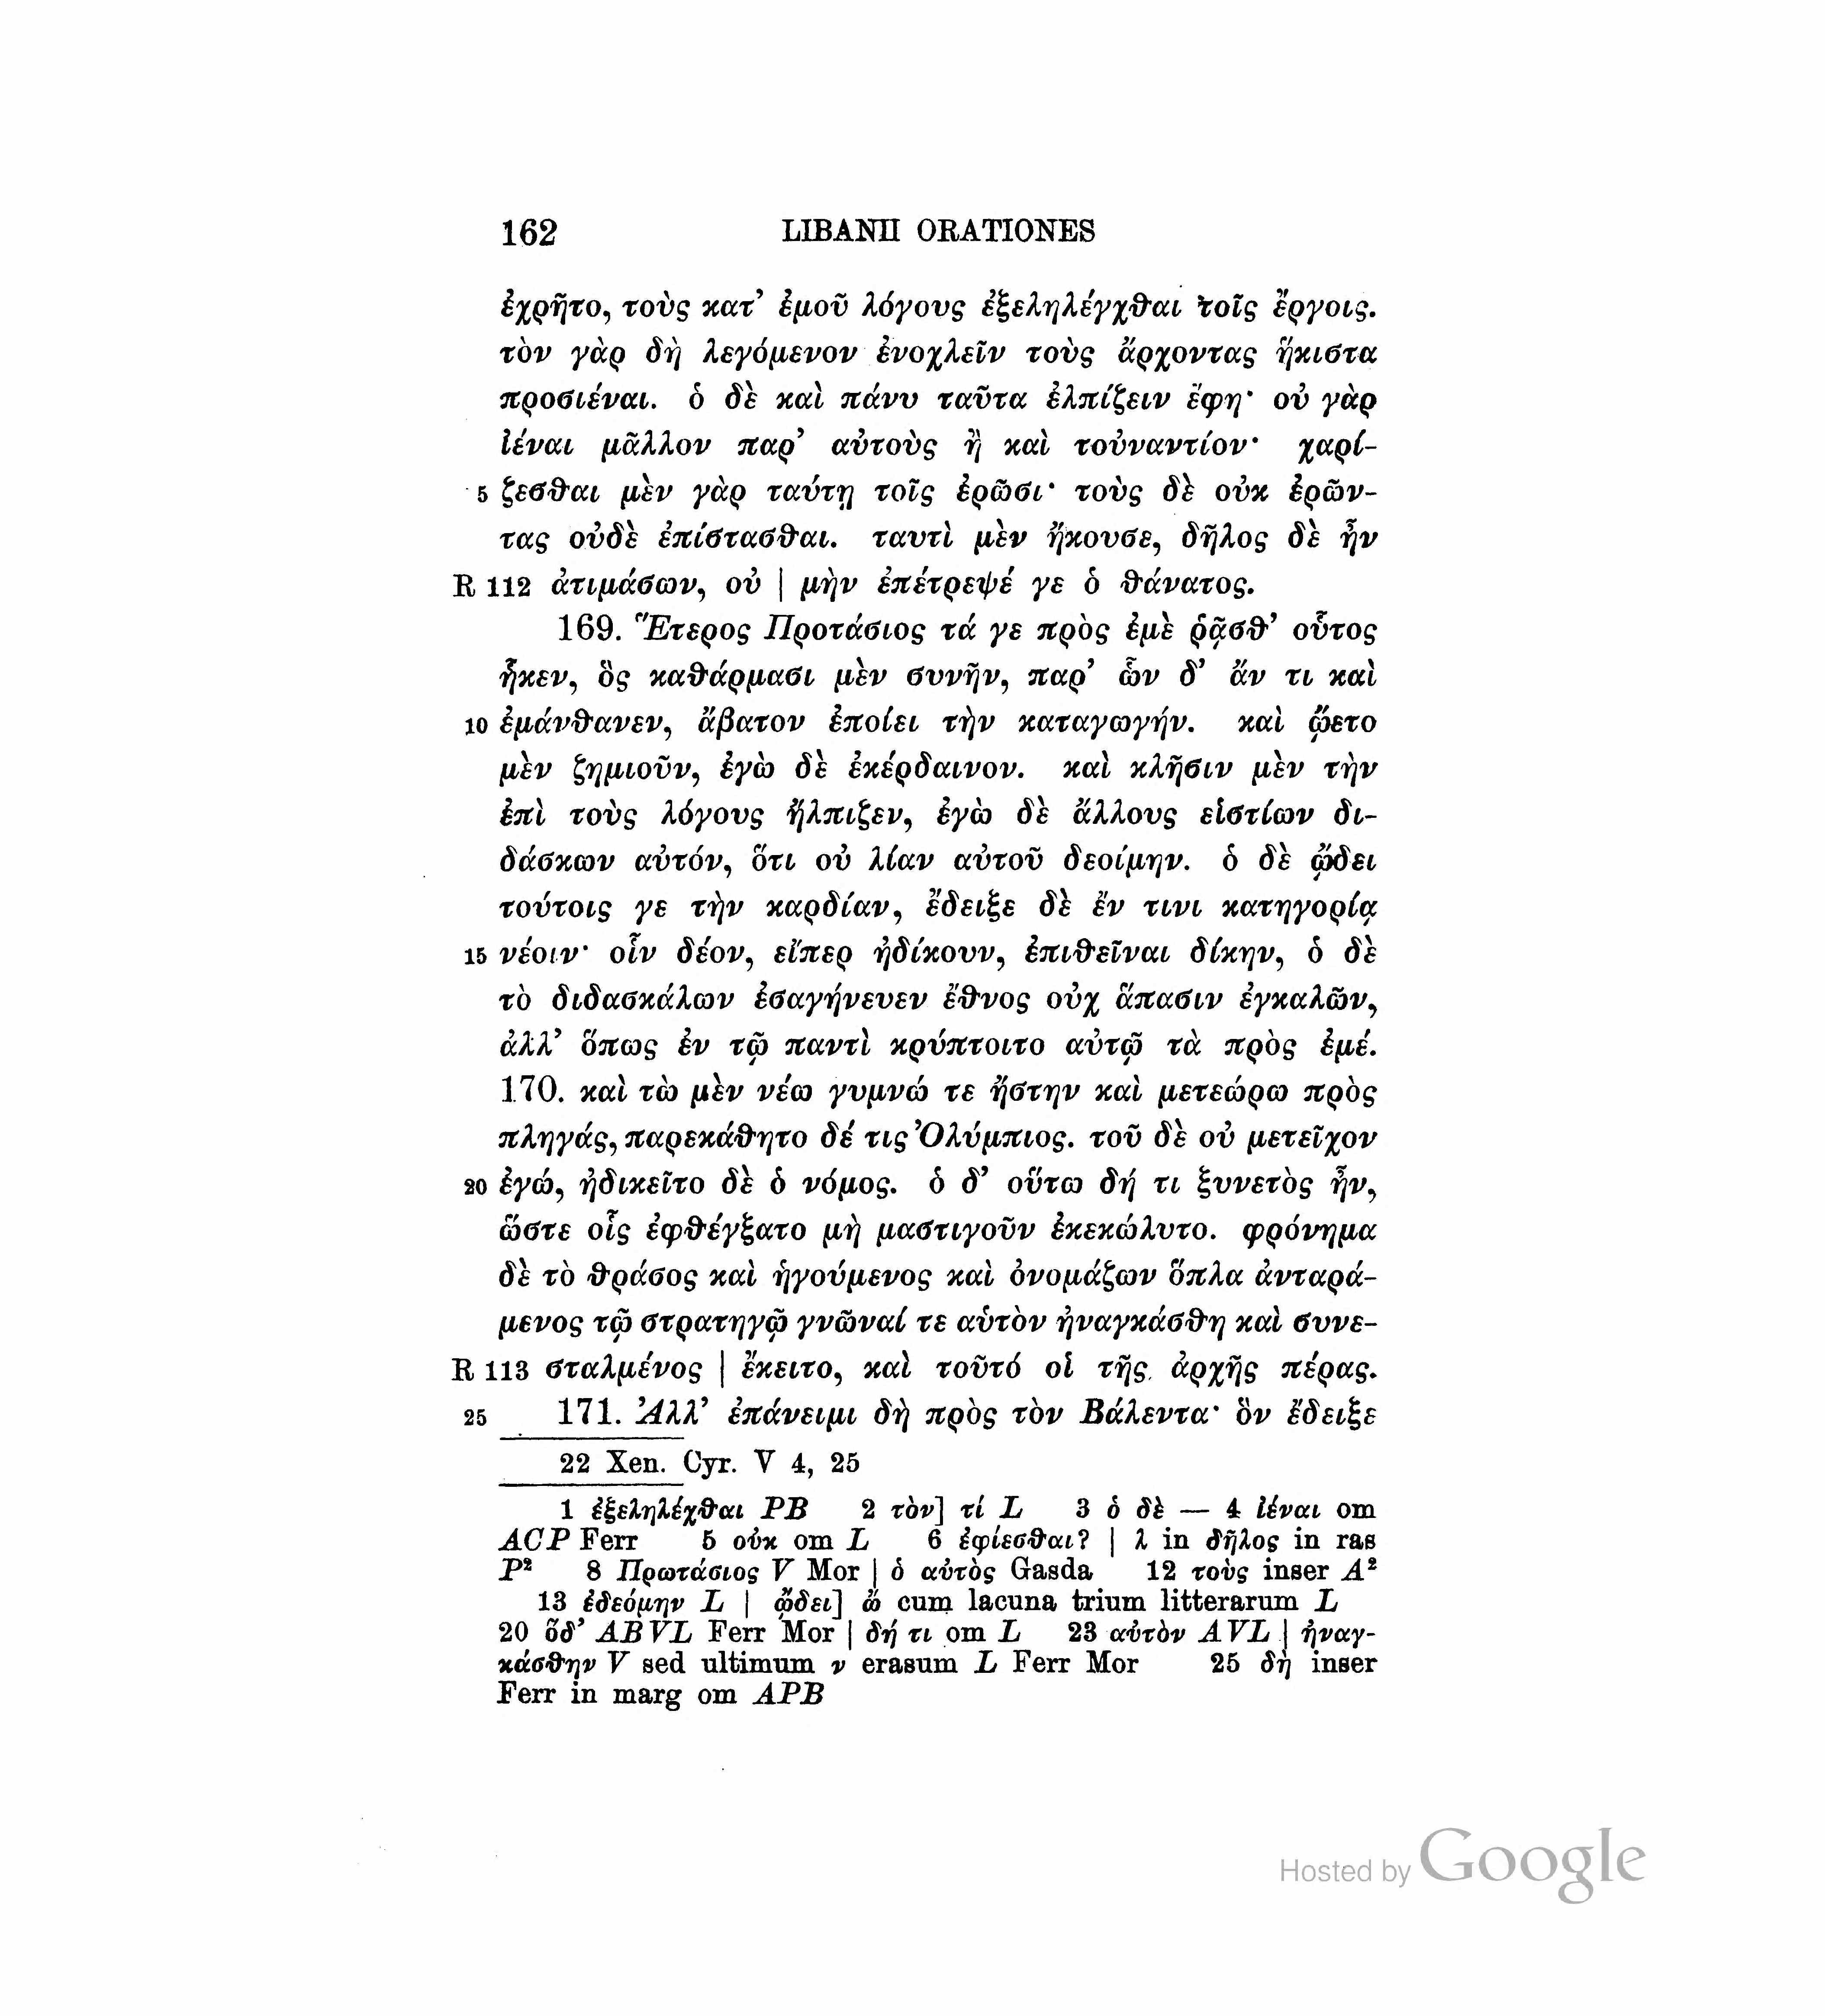 162 LIBANII ORATIONES
ἐχρῆτο, τοὺς κατ’ ἐμοῦ λόγους ἐξεληλέγχθαι τοῖς ἔργοις.
τὸν γὰρ δὴ λεγόμενον ἐνοχλεῖν τοὺς ἄρχοντας ἥκιστα
προσιέναι. ὁ δὲ καὶ πάνυ ταῦτα ἐλπίζειν ἔφη· οὐ γὰρ
ἰέναι μᾶλλον παρ’ αὐτοὺς ἢ καὶ τοὐναντίον· χαρί-
5 ζεσθαι μὲν γὰρ ταύτῃ τοῖς ἐρῶσι· τοὺς δὲ οὐκ ἐρῶν-
τας οὐδὲ ἐπίστασθαι. ταυτὶ μὲν ἤκουσε, δῆλος δὲ ἦν
R 112 ἀτιμάσων, οὐ | μὴν ἐπέτρεψέ γε ὁ θάνατος.
169. Ἕτερος Προτάσιος τά γε πρὸς ἐμὲ ῥᾷσθ’ οὗτος
ἧκεν, ὃς καθάρμασι μὲν συνῆν, παρ’ ὧν δ’ ἄν τι καὶ
10 ἐμάνθανεν, ἄβατον ἐποίει τὴν καταγωγήν. καὶ ᾤετο
μὲν ζημιοῦν, ἐγὼ δὲ ἐκέρδαινον. καὶ κλῆσιν μὲν τὴν
ἐπὶ τοὺς λόγους ἤλπιζεν, ἐγὼ δὲ ἄλλους εἱστίων δι-
δάσκων αὐτόν, ὅτι οὐ λίαν αὐτοῦ δεοίμην. ὁ δὲ ᾤδει
τούτοις γε τὴν καρδίαν, ἔδειξε δὲ ἔν τινι κατηγορίᾳ
15 νέοιν· οἷν δέον, εἴπερ ἠδίκουν, ἐπιθεῖναι δίκην, ὁ δὲ
τὸ διδασκάλων ἐσαγήνευεν ἔθνος οὐχ ἅπασιν ἐγκαλῶν,
ἀλλ’ ὅπως ἐν τῷ παντὶ κρύπτοιτο αὐτῷ τὰ πρὸς ἐμέ.
170. καὶ τὼ μὲν νέω γυμνώ τε ἤστην καὶ μετεώρω πρὸς
πληγάς, παρεκάθητο δέ τις Ὀλύμπιος. τοῦ δὲ οὐ μετεῖχον
20 ἐγώ, ἠδικεῖτο δὲ ὁ νόμος. ὁ δ’ οὕτω δή τι ξυνετὸς ἦν,
ὥστε οἷς ἐφθέγξατο μὴ μαστιγοῦν ἐκεκώλυτο. φρόνημα
δὲ τὸ θράσος καὶ ἡγούμενος καὶ ὀνομάζων ὅπλα ἀνταρά-
μενος τῷ στρατηγῷ γνῶναί τε αὑτὸν ἠναγκάσθη καὶ συνε-
R 113 σταλμένος | ἔκειτο, καὶ τοῦτό οἱ τῆς ἀρχῆς πέρας.
25 171. Ἀλλ’ ἐπάνειμι δὴ πρὸς τὸν Βάλεντα· ὃν ἔδειξε
22 Xen. Cyr. V 4, 25
1 ἐξεληλέχθαι PB 2 τὸν] τί L 3 ὁ δὲ — 4 ἰέναι om
ACP Ferr 5 οὐκ om L 6 ἐφίεσθαι? | λ in δῆλος in ras
P² 8 Πρωτάσιος V Mor | ὁ αὐτὸς Gasda 12 τοὺς inser A²
13 ἐδεόμην L | ᾤδει] ὤ cum lacuna trium litterarum L
20 ὅδ’ ABVL Ferr Mor | δή τι om L 23 αὐτὸν AVL | ἠναγ-
κάσθην V sed ultimum ν erasum L Ferr Mor 25 δὴ inser
Ferr in marg om APB
Hosted by Google